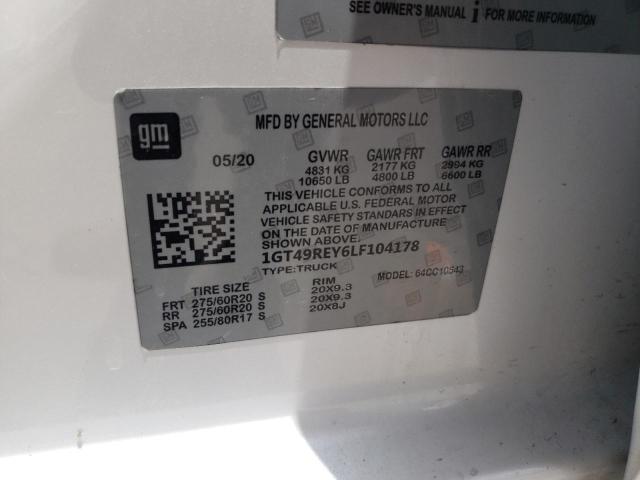 SEE OWNER'S MANUAL i FOR MORE INFORMATION
gm
MFD BY GENERAL MOTORS LLC
05/20 GVWR GAWR FRT GAWR RR
4831 KG 2177 KG 2994 KG
10650 LB 4800 LB 6600 LB
THIS VEHICLE CONFORMS TO ALL
APPLICABLE U.S. FEDERAL MOTOR
VEHICLE SAFETY STANDARDS IN EFFECT
ON THE DATE OF MANUFACTURE
SHOWN ABOVE.
1GT49REY6LF104178
TYPE:TRUCK MODEL: 64CC10543
TIRE SIZE RIM
FRT 275/60R20 S 20X9.3
RR 275/60R20 S 20X9.3
SPA 255/80R17 S 20X8J